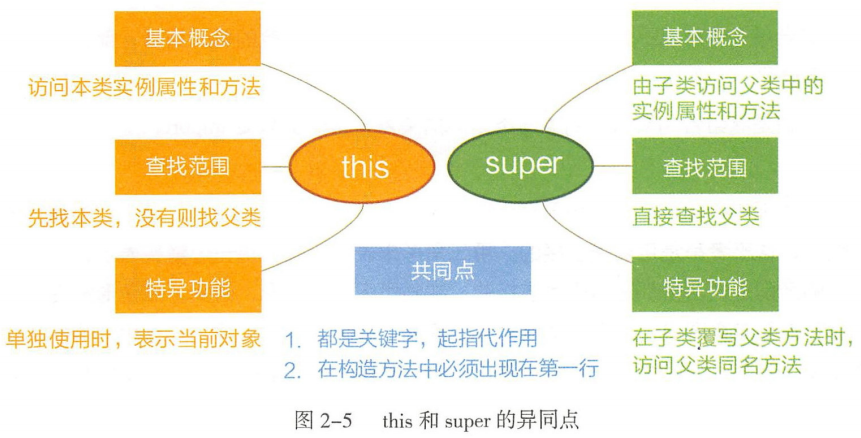 基本概念
访问本类实例属性和方法
查找范围
先找本类，没有则找父类
特异功能
单独使用时，表示当前对象
this
super
基本概念
由子类访问父类中的
实例属性和方法
查找范围
直接查找父类
特异功能
在子类覆写父类方法时，
访问父类同名方法
共同点
1. 都是关键字，起指代作用
2. 在构造方法中必须出现在第一行
图 2-5 this 和 super 的异同点